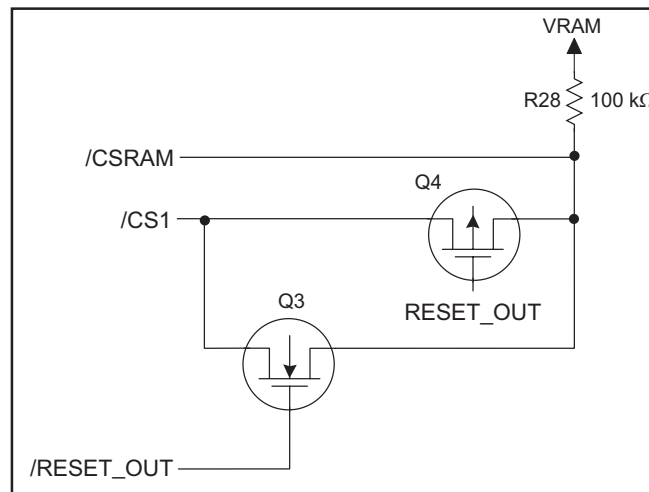 VRAM
R28 100 kΩ
/CSRAM
Q4
/CS1
RESET_OUT
Q3
/RESET_OUT